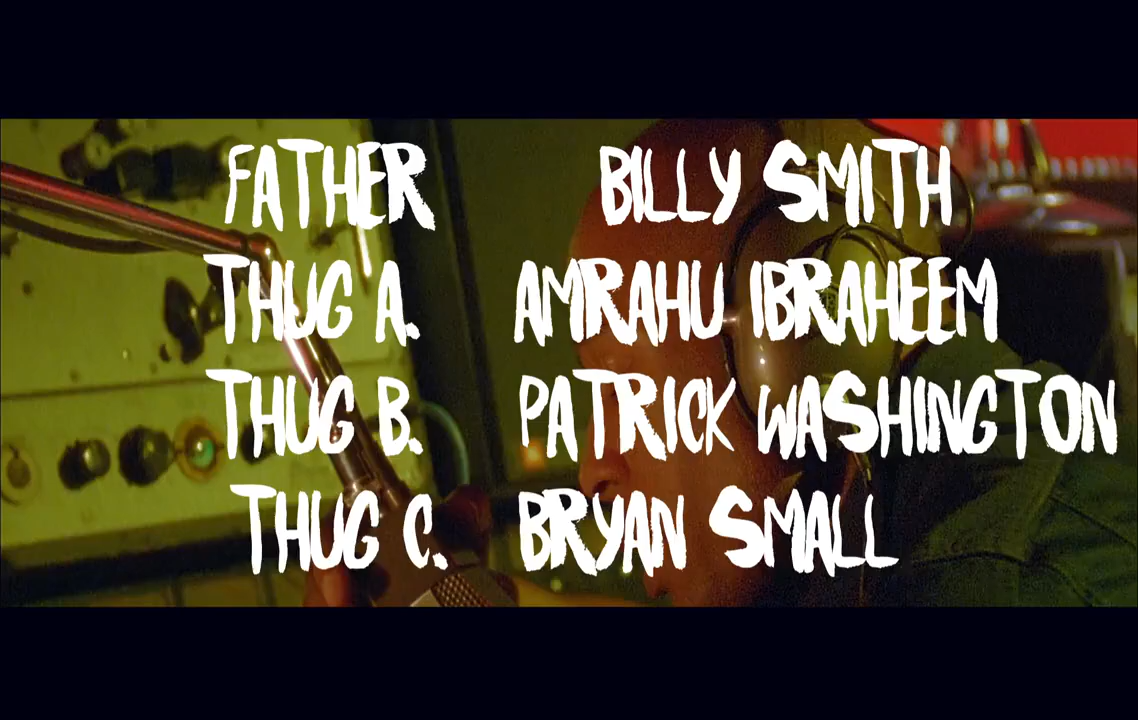 FATHER BILLY SMITH
THUG A. AMRAHU IBRAHEEM
THUG B. PATRICK WASHINGTON
THUG C. BRYAN SMALL